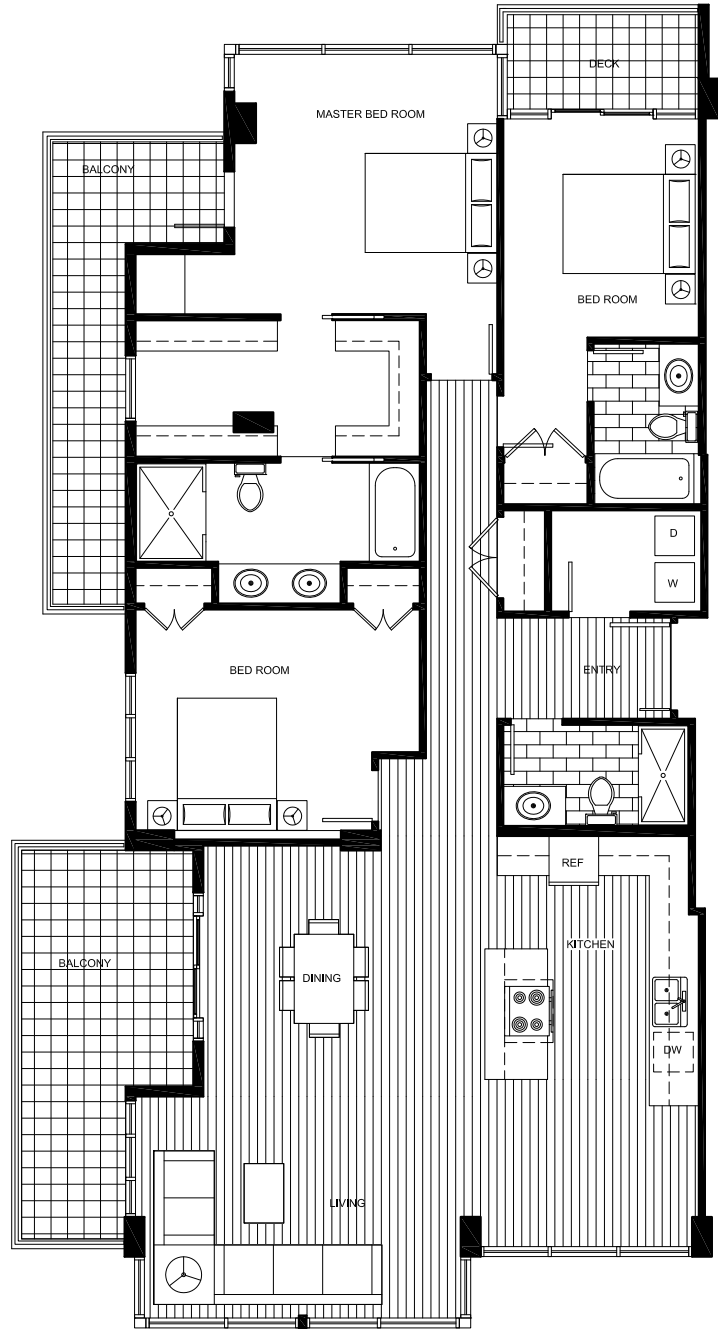 DECK
MASTER BED ROOM
BALCONY
BED ROOM
D
W
BED ROOM
ENTRY
REF
KITCHEN
BALCONY
DINING
DW
LIVING